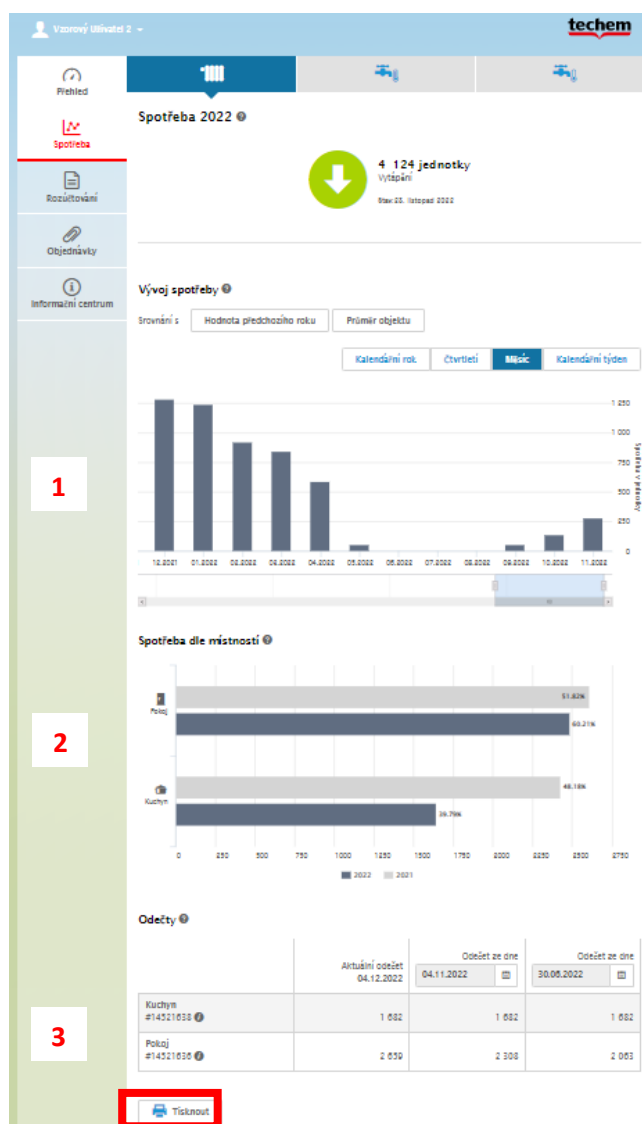 Vzorový Uživatel 2
techem
Přehled
Spotřeba
Rozúčtování
Objednávky
Informační centrum
Spotřeba 2022
4 124 jednotky
Vytápění
Stav: 28. listopad 2022
Vývoj spotřeby
Srovnání s
Hodnota předchozího roku
Průměr objektu
Kalendářní rok
Čtvrtletí
Měsíc
Kalendářní týden
1 250
1 000
750
500
250
0
Spotřeba v jednotky
12.2021 01.2022 02.2022 03.2022 04.2022 05.2022 06.2022 07.2022 08.2022 09.2022 10.2022 11.2022
1
Spotřeba dle místností
Pokoj
51.82%
60.21%
2
Kuchyn
48.18%
39.79%
0 250 500 750 1000 1250 1500 1750 2000 2250 2500 2750
2022 2021
Odečty
Aktuální odečet
04.12.2022
Odečet ze dne
04.11.2022
Odečet ze dne
30.06.2022
Kuchyn
#14521638
1 682
1 682
1 682
3
Pokoj
#14521636
2 659
2 308
2 063
Tisknout